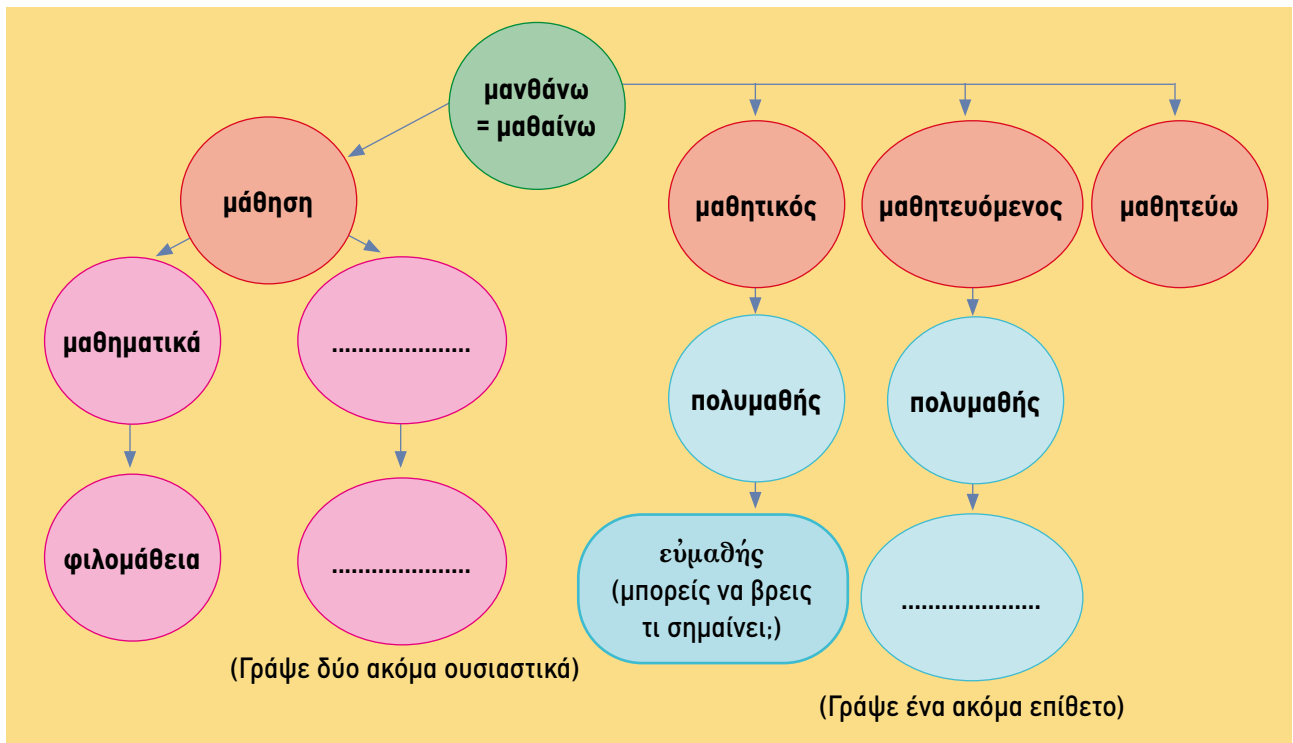 μανθάνω
= μαθαίνω
μάθηση
μαθητικός
μαθητευόμενος
μαθητεύω
μαθηματικά
.....................
πολυμαθής
πολυμαθής
φιλομάθεια
.....................
εὐμαθής
(μπορείς να βρεις
τι σημαίνει;)
.....................
(Γράψε δύο ακόμα ουσιαστικά)
(Γράψε ένα ακόμα επίθετο)